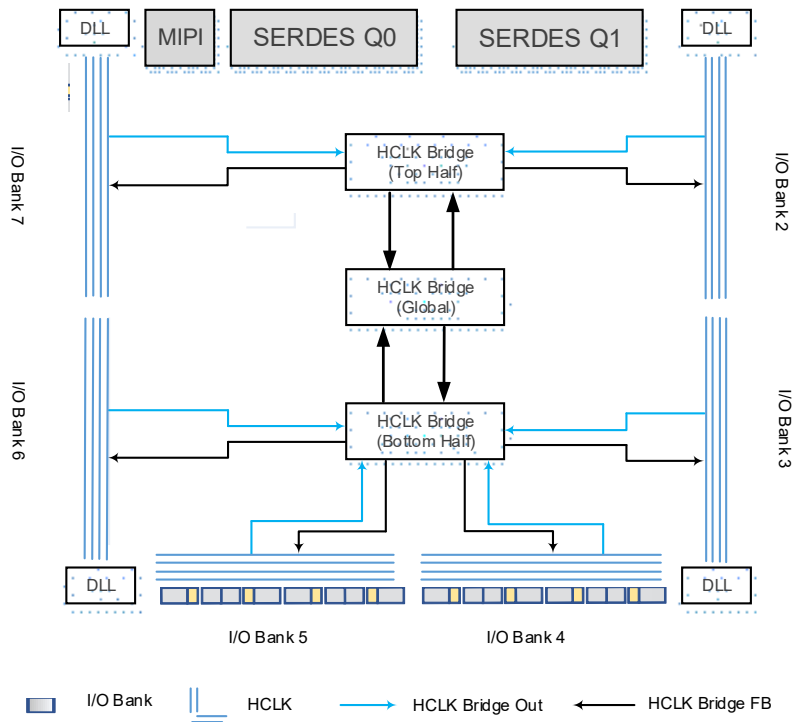 DLL
MIPI
SERDES Q0
SERDES Q1
DLL
I/O Bank 7
HCLK Bridge
(Top Half)
I/O Bank 2
HCLK Bridge
(Global)
I/O Bank 6
HCLK Bridge
(Bottom Half)
I/O Bank 3
DLL
DLL
I/O Bank 5
I/O Bank 4
I/O Bank
HCLK
HCLK Bridge Out
HCLK Bridge FB